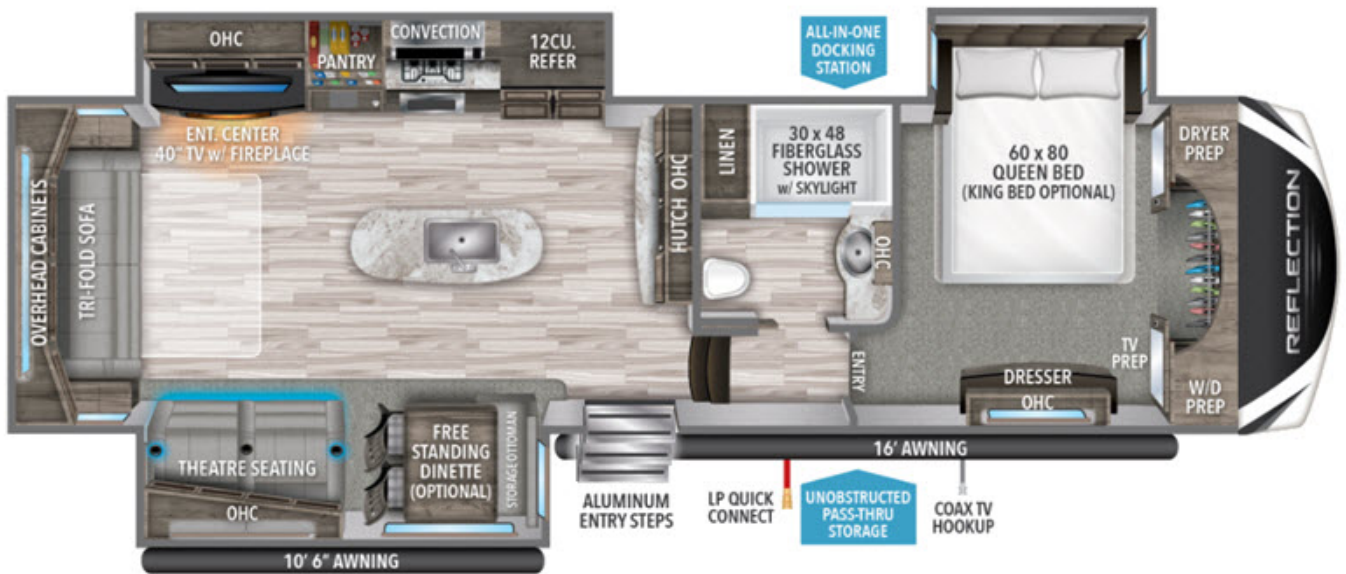 OHC
PANTRY
CONVECTION
12CU.
REFER
ALL-IN-ONE
DOCKING
STATION
ENT. CENTER
40" TV w/ FIREPLACE
OVERHEAD CABINETS
TRI-FOLD SOFA
HUTCH OHC
LINEN
30 x 48
FIBERGLASS
SHOWER
w/ SKYLIGHT
OHC
60 x 80
QUEEN BED
(KING BED OPTIONAL)
DRYER
PREP
REFLECTION
TV
PREP
W/D
PREP
ENTRY
DRESSER
OHC
THEATRE SEATING
OHC
FREE
STANDING
DINETTE
(OPTIONAL)
STORAGE OTTOMAN
16' AWNING
ALUMINUM
ENTRY STEPS
LP QUICK
CONNECT
UNOBSTRUCTED
PASS-THRU
STORAGE
COAX TV
HOOKUP
10' 6" AWNING